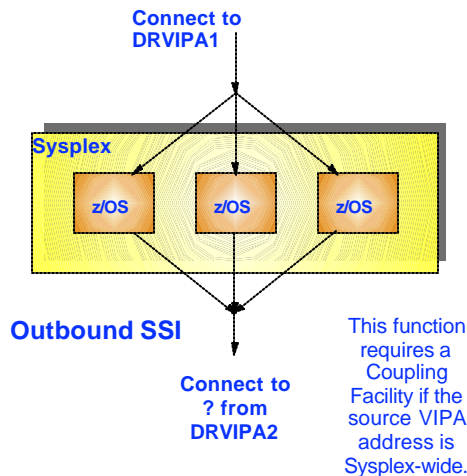 Connect to
DRVIPA1
Sysplex
z/OS
z/OS
z/OS
Outbound SSI
Connect to
? from
DRVIPA2
This function
requires a
Coupling
Facility if the
source VIPA
address is
Sysplex-wide.